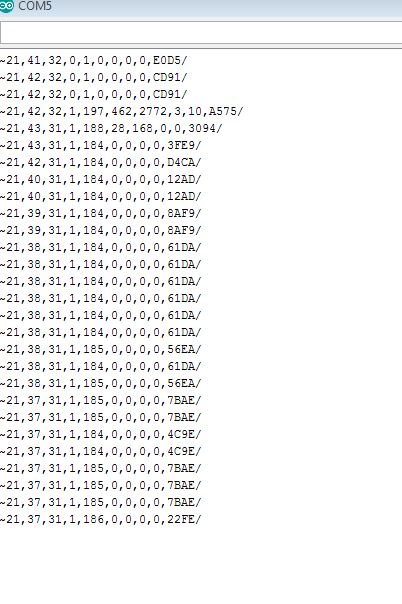 COM5
~21,41,32,0,1,0,0,0,0,E0D5/
~21,42,32,0,1,0,0,0,0,CD91/
~21,42,32,0,1,0,0,0,0,CD91/
~21,42,32,1,197,462,2772,3,10,A575/
~21,43,31,1,188,28,168,0,0,3094/
~21,43,31,1,184,0,0,0,0,3FE9/
~21,42,31,1,184,0,0,0,0,D4CA/
~21,40,31,1,184,0,0,0,0,12AD/
~21,40,31,1,184,0,0,0,0,12AD/
~21,39,31,1,184,0,0,0,0,8AF9/
~21,39,31,1,184,0,0,0,0,8AF9/
~21,38,31,1,184,0,0,0,0,61DA/
~21,38,31,1,184,0,0,0,0,61DA/
~21,38,31,1,184,0,0,0,0,61DA/
~21,38,31,1,184,0,0,0,0,61DA/
~21,38,31,1,184,0,0,0,0,61DA/
~21,38,31,1,184,0,0,0,0,61DA/
~21,38,31,1,185,0,0,0,0,56EA/
~21,38,31,1,184,0,0,0,0,61DA/
~21,38,31,1,185,0,0,0,0,56EA/
~21,37,31,1,185,0,0,0,0,7BAE/
~21,37,31,1,185,0,0,0,0,7BAE/
~21,37,31,1,184,0,0,0,0,4C9E/
~21,37,31,1,184,0,0,0,0,4C9E/
~21,37,31,1,185,0,0,0,0,7BAE/
~21,37,31,1,185,0,0,0,0,7BAE/
~21,37,31,1,185,0,0,0,0,7BAE/
~21,37,31,1,186,0,0,0,0,22FE/